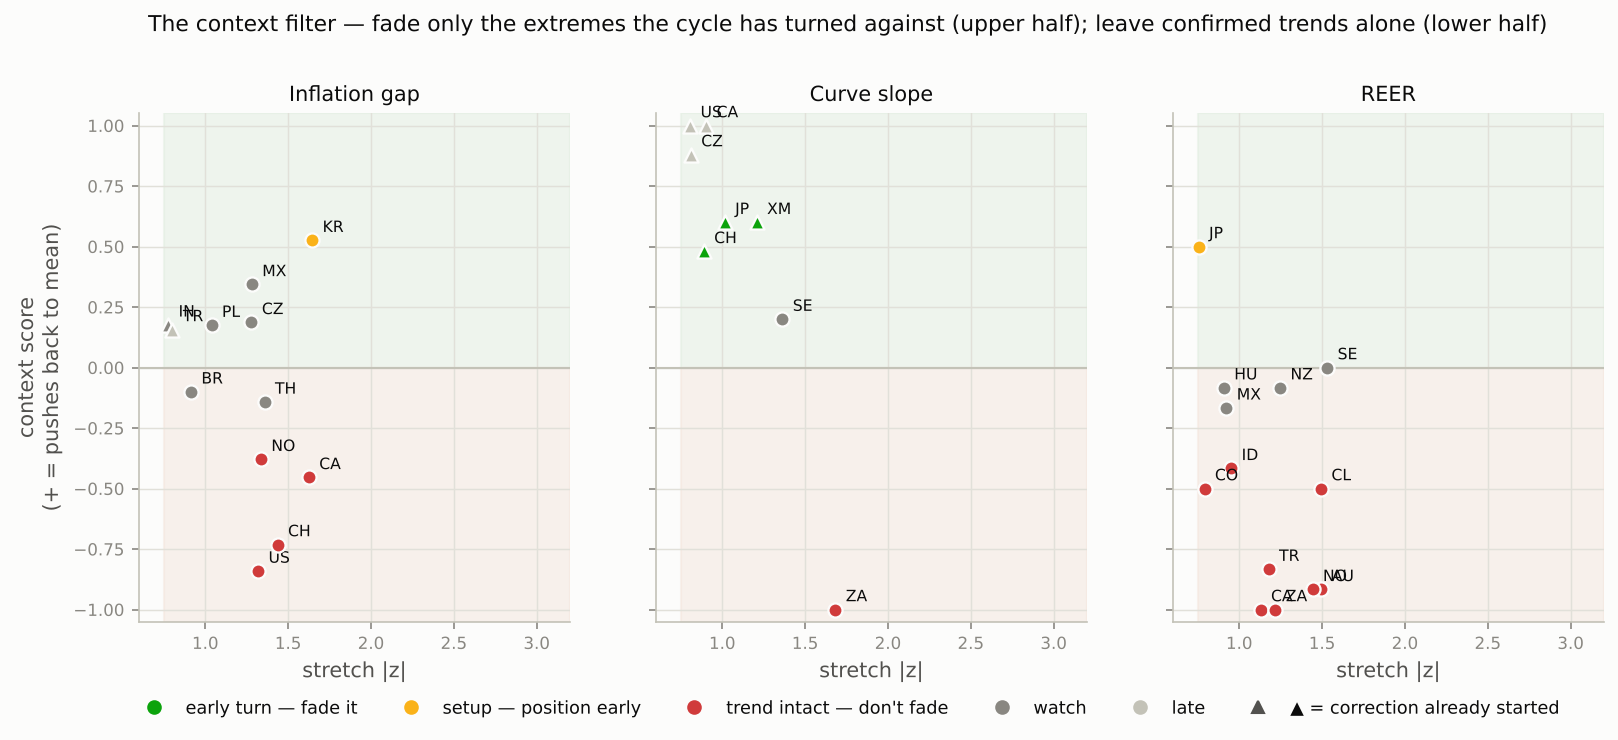 The context filter — fade only the extremes the cycle has turned against (upper half); leave confirmed trends alone (lower half)
Inflation gap
Curve slope
REER
context score
(+ = pushes back to mean)
1.00
0.75
0.50
0.25
0.00
−0.25
−0.50
−0.75
−1.00
KR
MX
IN
TR
PL
CZ
BR
TH
NO
CA
CH
US
1.0
1.5
2.0
2.5
3.0
stretch |z|
US
CA
CZ
JP
XM
CH
SE
ZA
1.0
1.5
2.0
2.5
3.0
stretch |z|
JP
SE
HU
NZ
MX
ID
CO
CL
TR
NO
AU
CA
ZA
1.0
1.5
2.0
2.5
3.0
stretch |z|
early turn — fade it
setup — position early
trend intact — don't fade
watch
late
▲ = correction already started